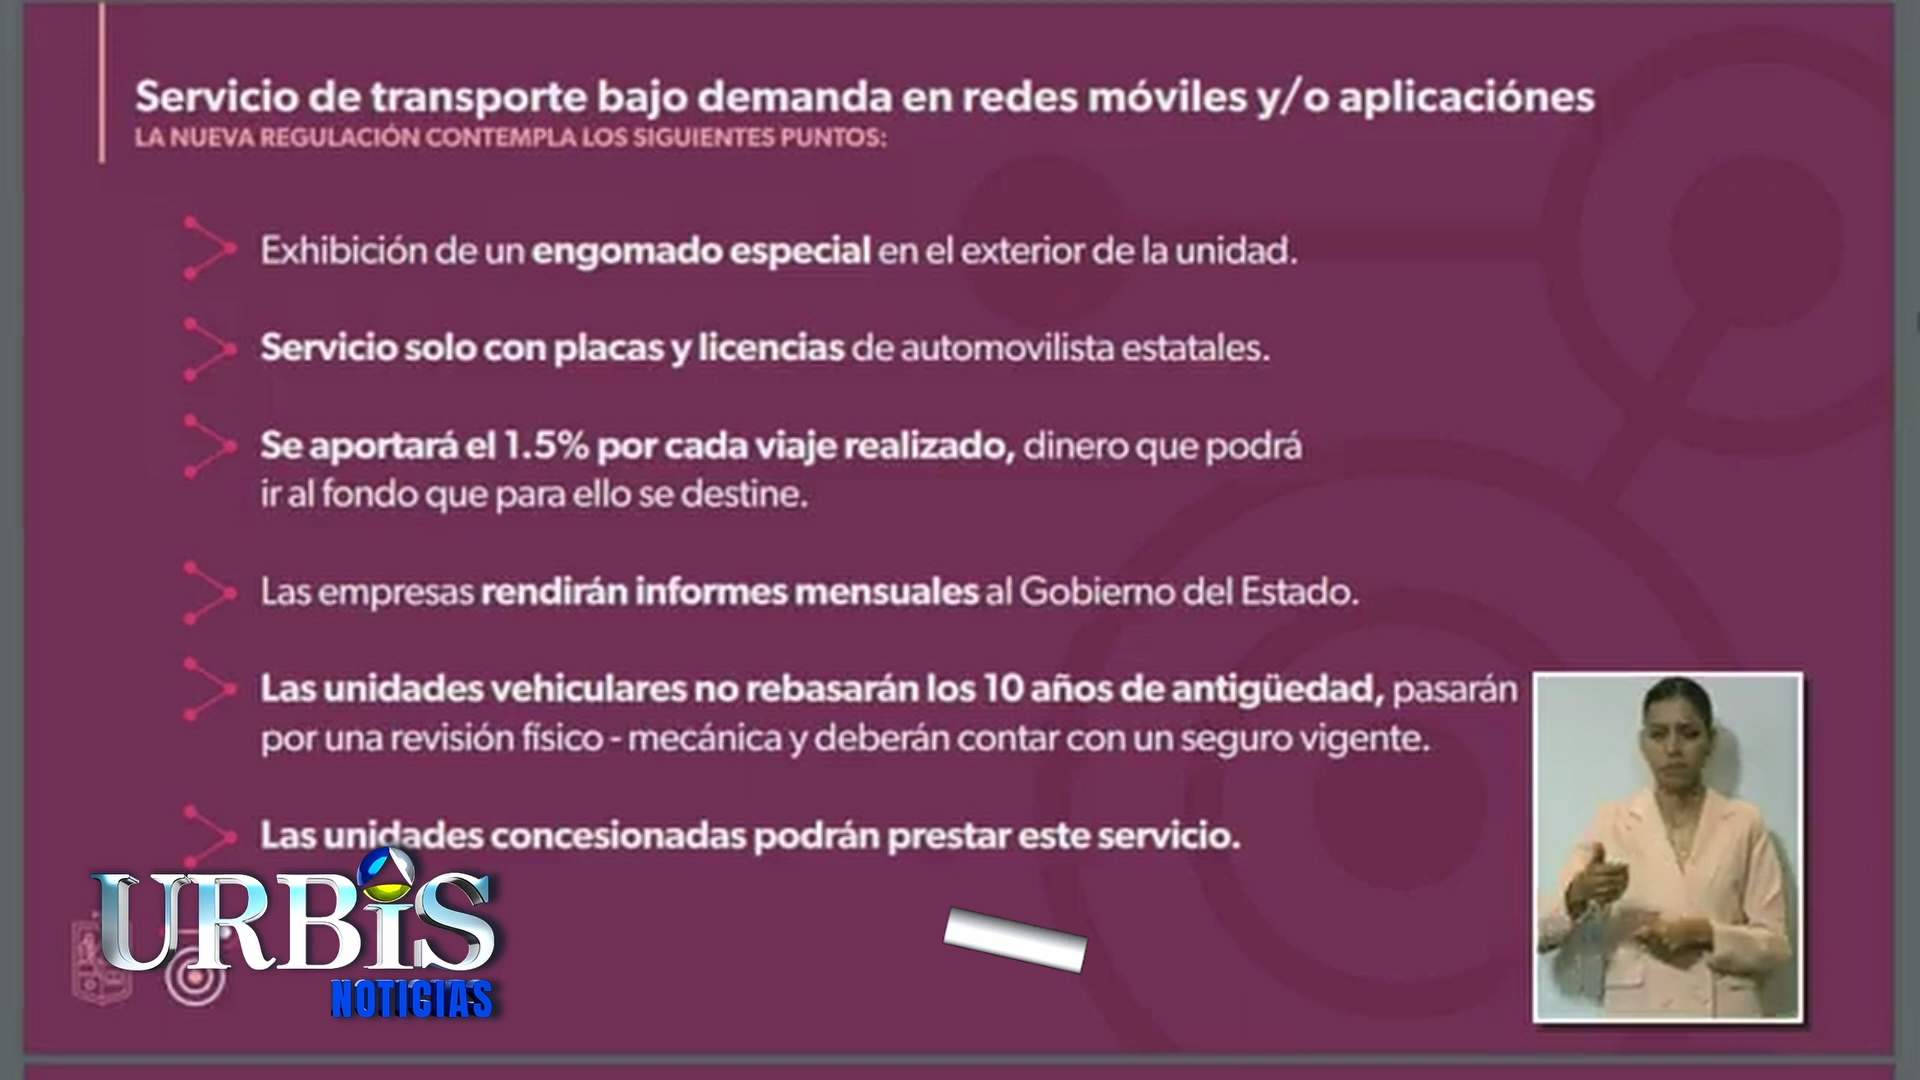 Servicio de transporte bajo demanda en redes móviles y/o aplicaciónes
LA NUEVA REGULACIÓN CONTEMPLA LOS SIGUIENTES PUNTOS:
Exhibición de un engomado especial en el exterior de la unidad.
Servicio solo con placas y licencias de automovilista estatales.
Se aportará el 1.5% por cada viaje realizado, dinero que podrá
ir al fondo que para ello se destine.
Las empresas rendirán informes mensuales al Gobierno del Estado.
Las unidades vehiculares no rebasarán los 10 años de antigüedad, pasarán
por una revisión físico - mecánica y deberán contar con un seguro vigente.
Las unidades concesionadas podrán prestar este servicio.
URBiS
NOTICIAS